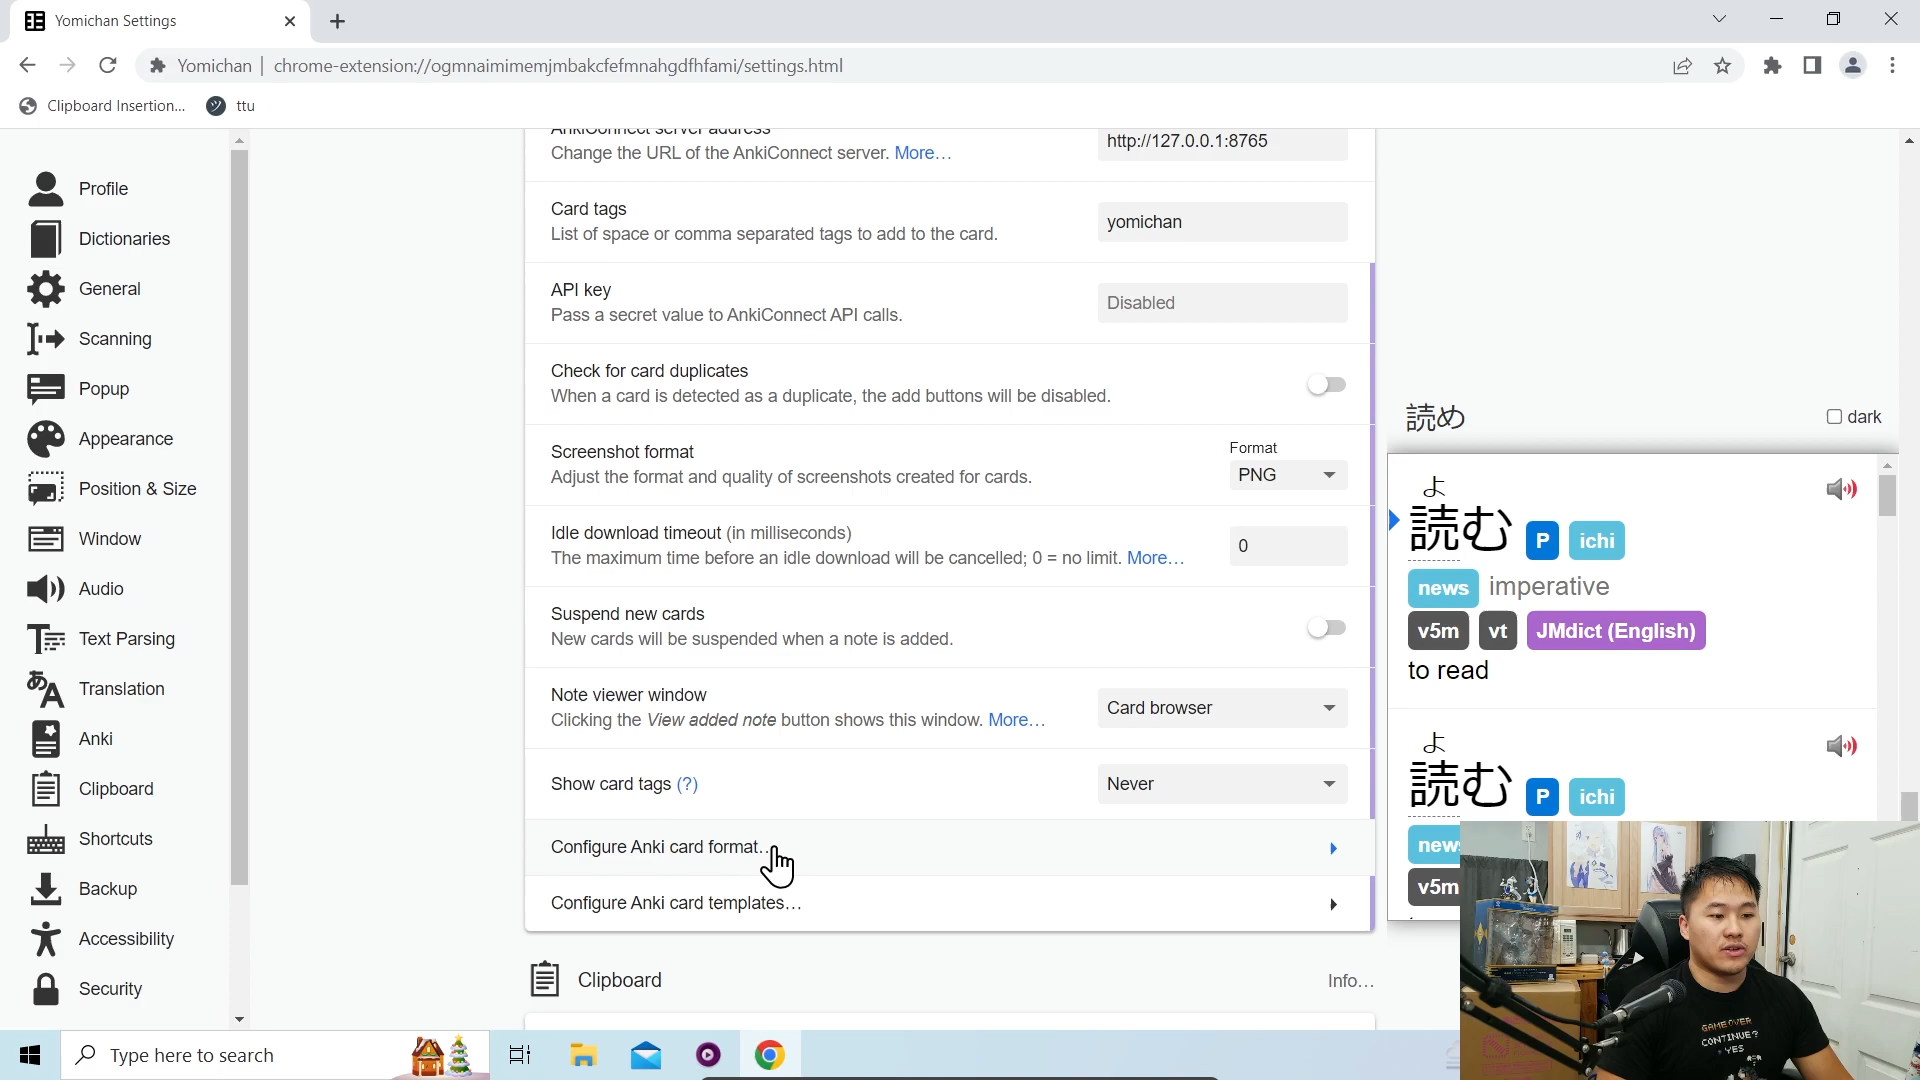 Yomichan Settings
Yomichan | chrome-extension://ogmnaimimemjmbakcfefmnahgdfhfami/settings.html
Clipboard Insertion...
ttu
Profile
Dictionaries
General
Scanning
Popup
Appearance
Position & Size
Window
Audio
Text Parsing
Translation
Anki
Clipboard
Shortcuts
Backup
Accessibility
Security
AnkiConnect server address
Change the URL of the AnkiConnect server. More…
http://127.0.0.1:8765
Card tags
List of space or comma separated tags to add to the card.
yomichan
API key
Pass a secret value to AnkiConnect API calls.
Disabled
Check for card duplicates
When a card is detected as a duplicate, the add buttons will be disabled.
Screenshot format
Adjust the format and quality of screenshots created for cards.
Format
PNG
Idle download timeout (in milliseconds)
The maximum time before an idle download will be cancelled; 0 = no limit. More…
0
Suspend new cards
New cards will be suspended when a note is added.
Note viewer window
Clicking the View added note button shows this window. More…
Card browser
Show card tags (?)
Never
Configure Anki card format…
Configure Anki card templates…
Clipboard
Info…
読め
dark
よ
読む P ichi
news imperative
v5m vt JMdict (English)
to read
よ
読む P ichi
new
v5m
GAME OVER
CONTINUE?
YES
Type here to search